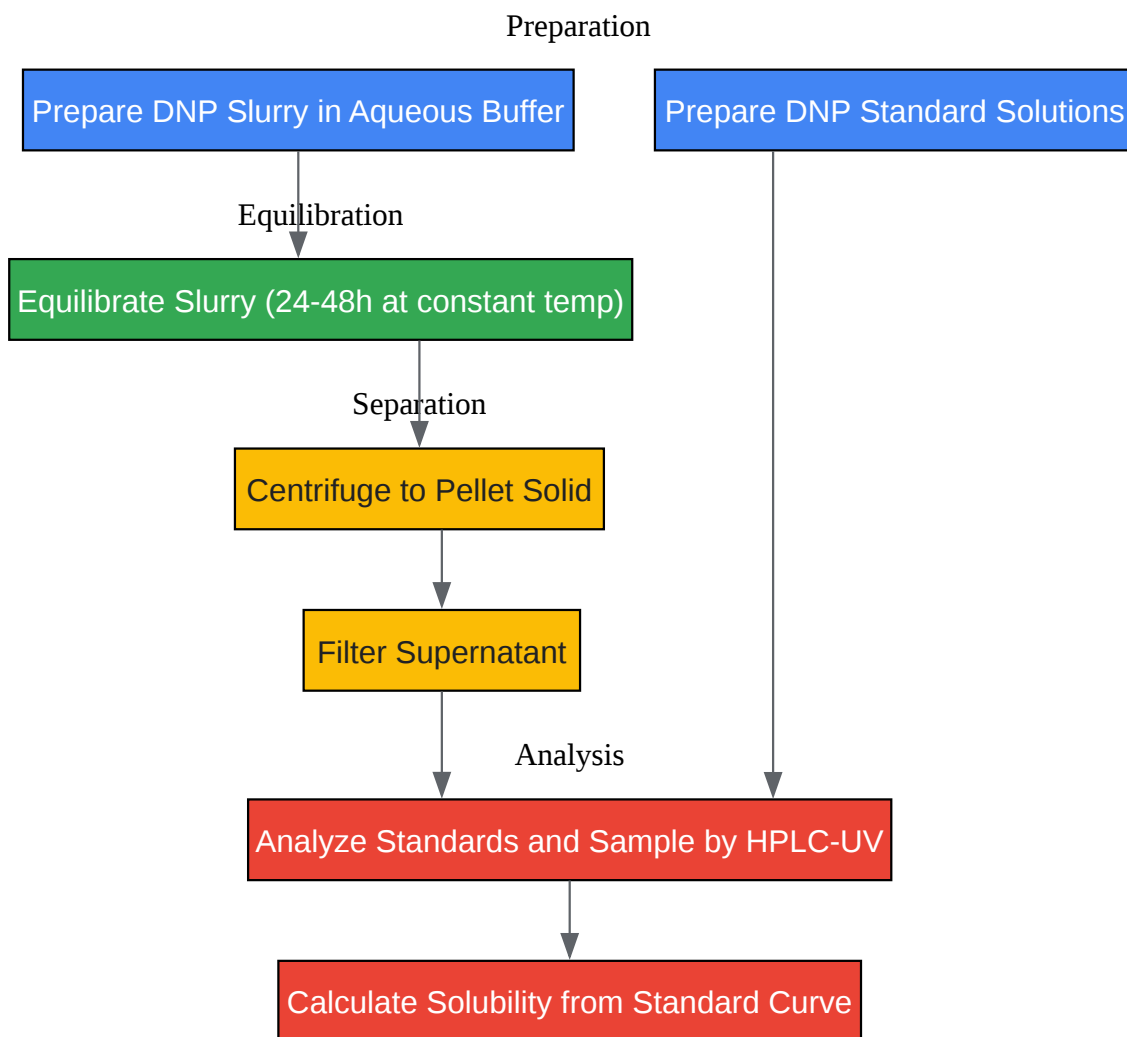 Preparation
Prepare DNP Slurry in Aqueous Buffer
Prepare DNP Standard Solutions
Equilibration
Equilibrate Slurry (24-48h at constant temp)
Separation
Centrifuge to Pellet Solid
Filter Supernatant
Analysis
Analyze Standards and Sample by HPLC-UV
Calculate Solubility from Standard Curve